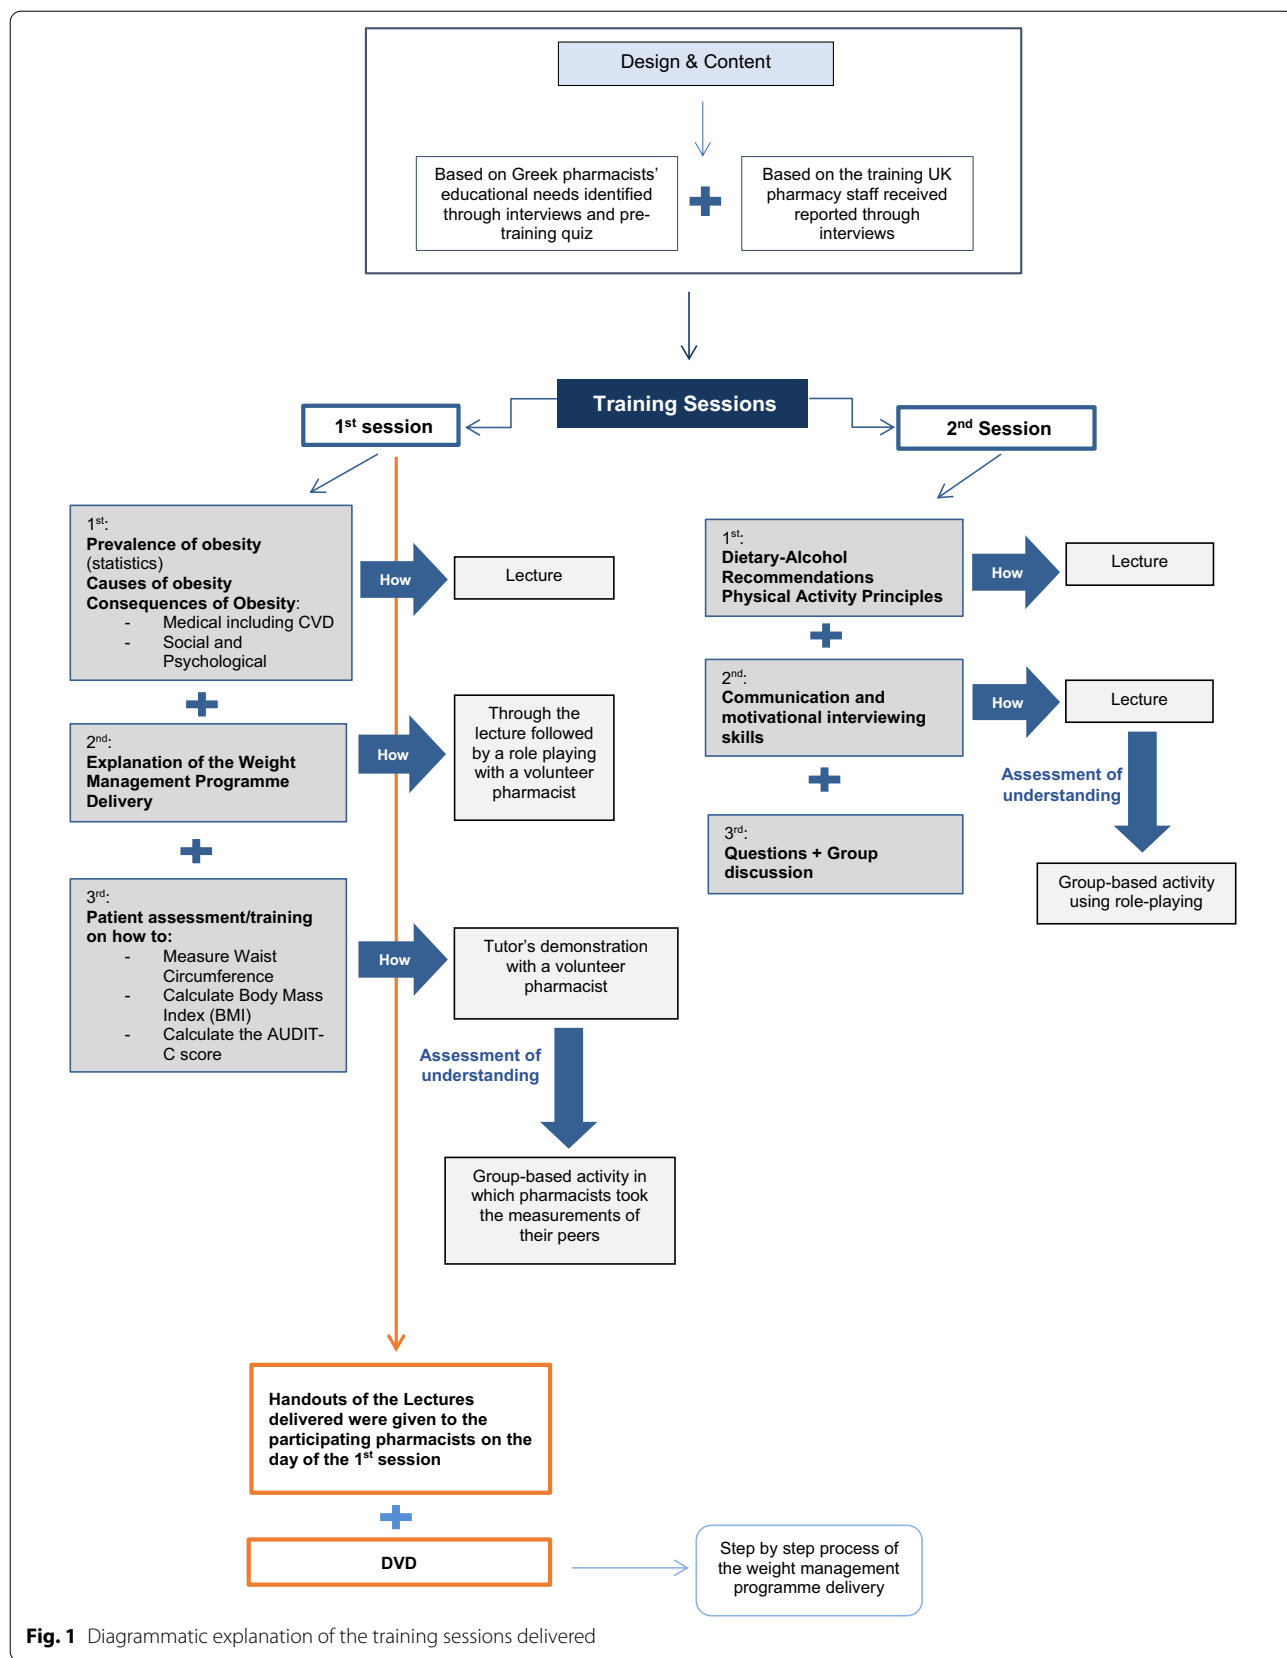 Design & Content
Based on Greek pharmacists’
educational needs identified
through interviews and pre-
training quiz
Based on the training UK
pharmacy staff received
reported through
interviews
Training Sessions
1st session
2nd Session
1st:
Prevalence of obesity
(statistics)
Causes of obesity
Consequences of Obesity:
- Medical including CVD
- Social and
Psychological
How
Lecture
2nd:
Explanation of the Weight
Management Programme
Delivery
How
Through the
lecture followed
by a role playing
with a volunteer
pharmacist
3rd:
Patient assessment/training
on how to:
- Measure Waist
Circumference
- Calculate Body Mass
Index (BMI)
- Calculate the AUDIT-
C score
How
Tutor’s demonstration
with a volunteer
pharmacist
Assessment of
understanding
Group-based activity in
which pharmacists took
the measurements of
their peers
1st:
Dietary-Alcohol
Recommendations
Physical Activity Principles
How
Lecture
2nd:
Communication and
motivational interviewing
skills
How
Lecture
Assessment of
understanding
3rd:
Questions + Group
discussion
Group-based activity
using role-playing
Handouts of the Lectures
delivered were given to the
participating pharmacists on the
day of the 1st session
DVD
Step by step process of
the weight management
programme delivery
Fig. 1 Diagrammatic explanation of the training sessions delivered